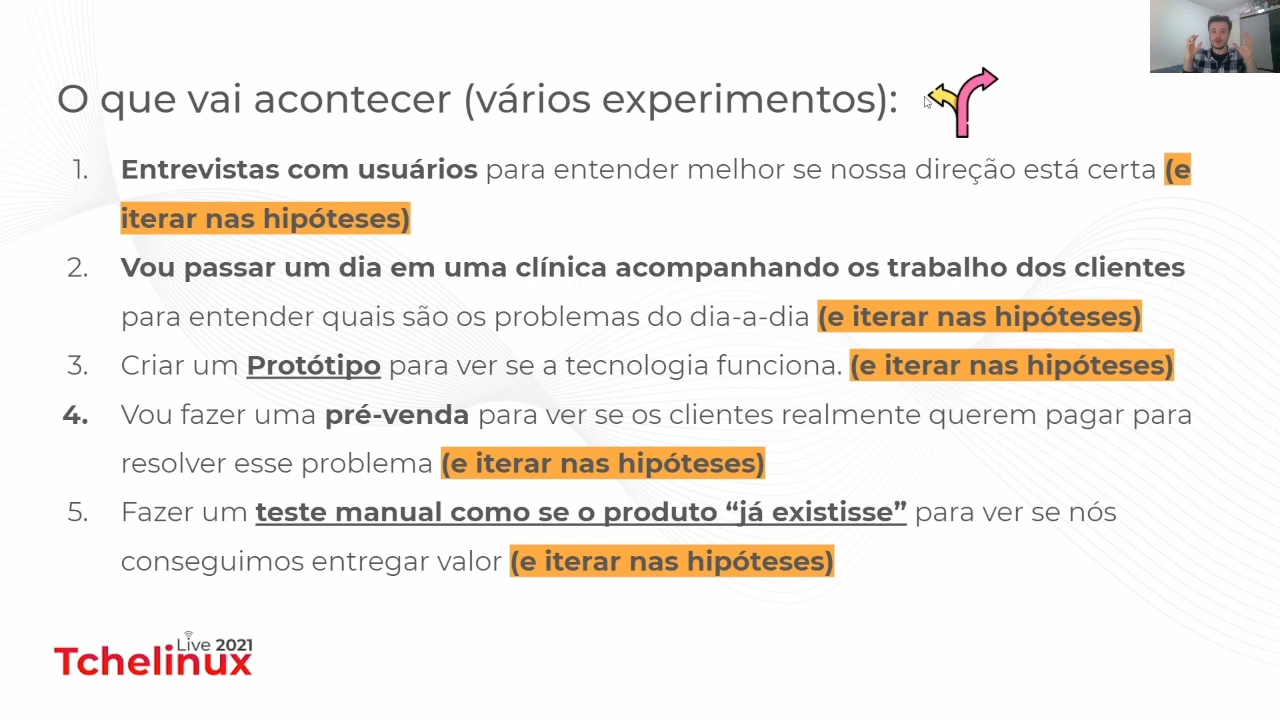 O que vai acontecer (vários experimentos):
1. Entrevistas com usuários para entender melhor se nossa direção está certa (e
iterar nas hipóteses)
2. Vou passar um dia em uma clínica acompanhando os trabalho dos clientes
para entender quais são os problemas do dia-a-dia (e iterar nas hipóteses)
3. Criar um Protótipo para ver se a tecnologia funciona. (e iterar nas hipóteses)
4. Vou fazer uma pré-venda para ver se os clientes realmente querem pagar para
resolver esse problema (e iterar nas hipóteses)
5. Fazer um teste manual como se o produto “já existisse” para ver se nós
conseguimos entregar valor (e iterar nas hipóteses)
Live 2021
Tchelinux